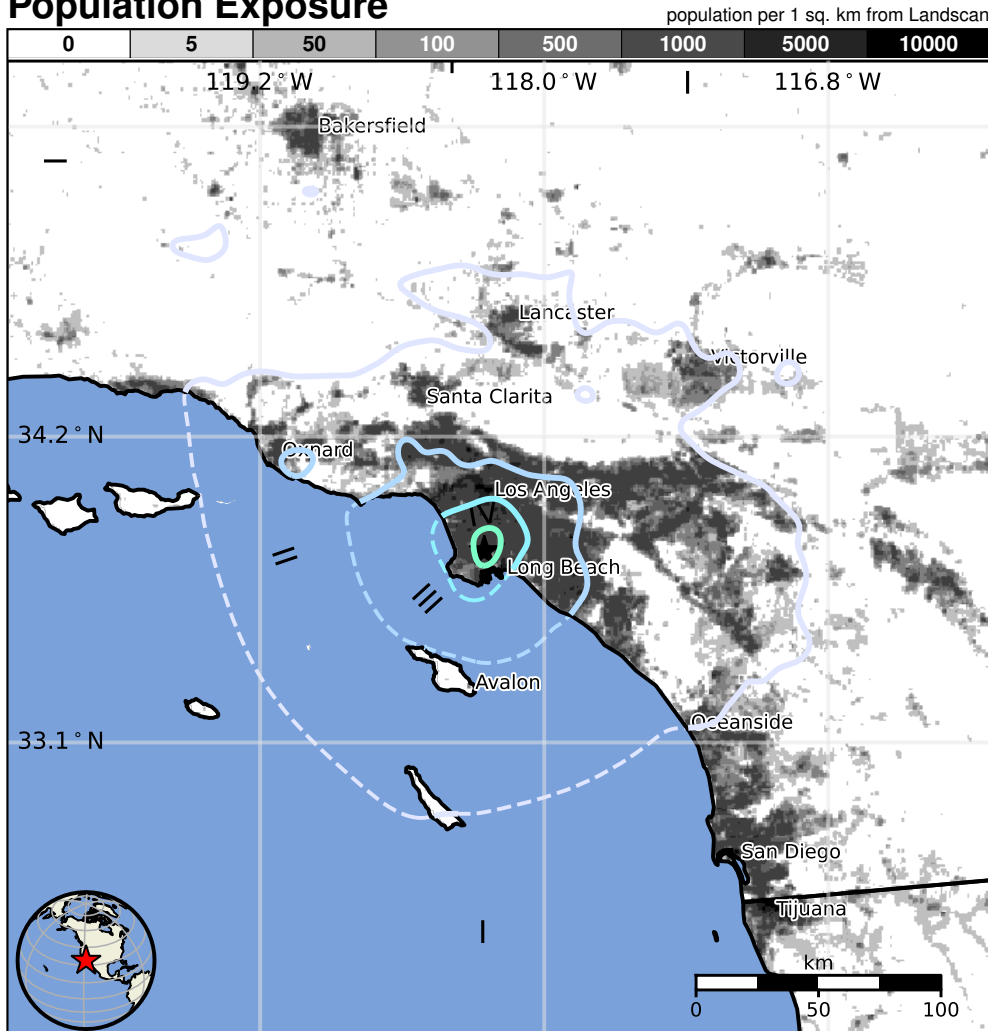 Population Exposure
population per 1 sq. km from Landscan
0 5 50 100 500 1000 5000 10000
119.2°W 118.0°W 116.8°W
I
I
Bakersfield
Lancaster
Victorville
Santa Clarita
34.2°N
Oxnard
Los Angeles
IV
II
Long Beach
III
Avalon
Oceanside
33.1°N
San Diego
Tijuana
I
km
0 50 100